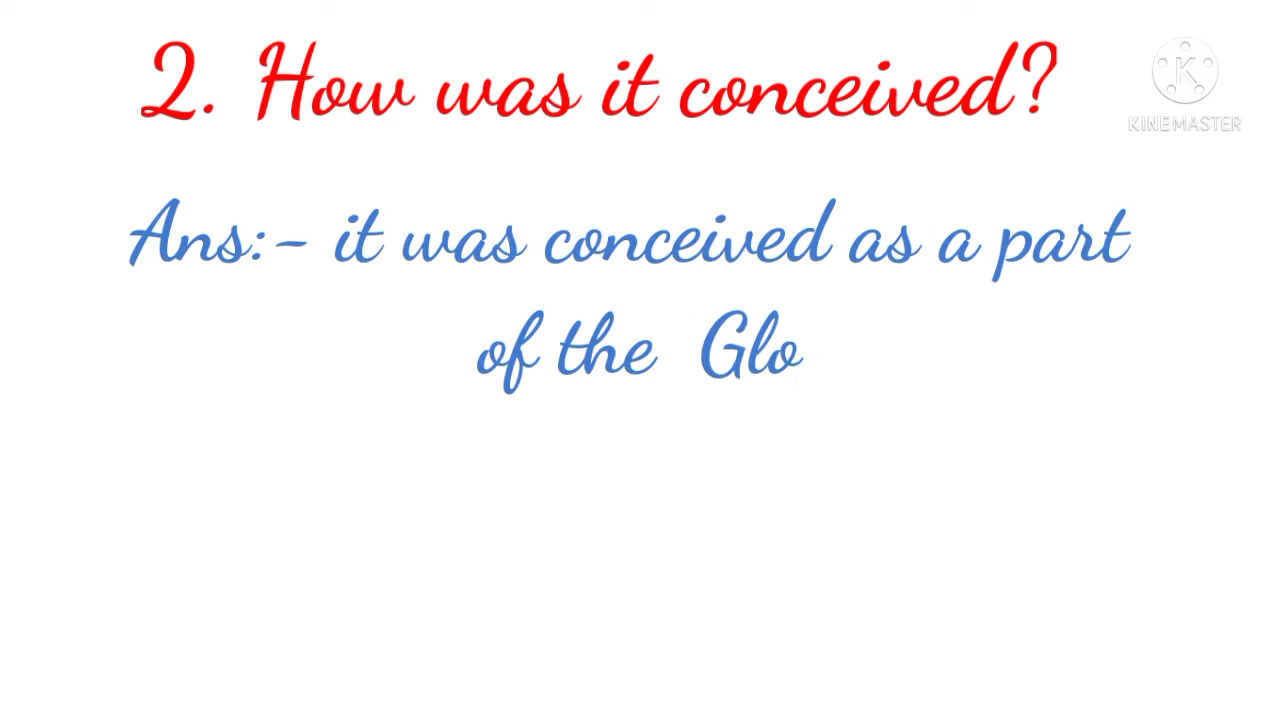 2. How was it conceived?
KINEMASTER
Ans:- it was conceived as a part
of the Glo